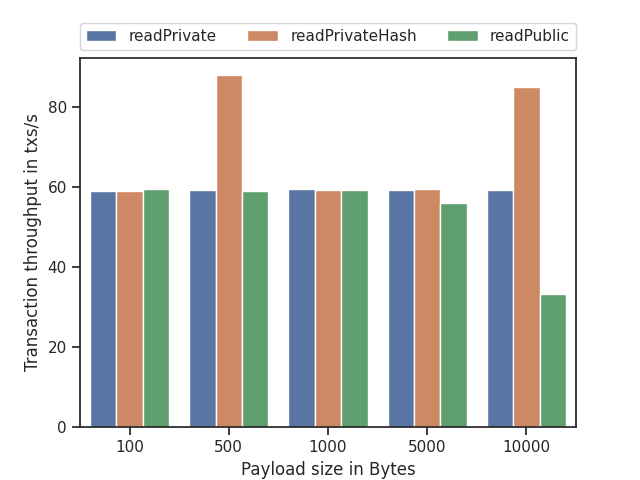 readPrivate readPrivateHash readPublic
Transaction throughput in txs/s
80
60
40
20
0
100 500 1000 5000 10000
Payload size in Bytes